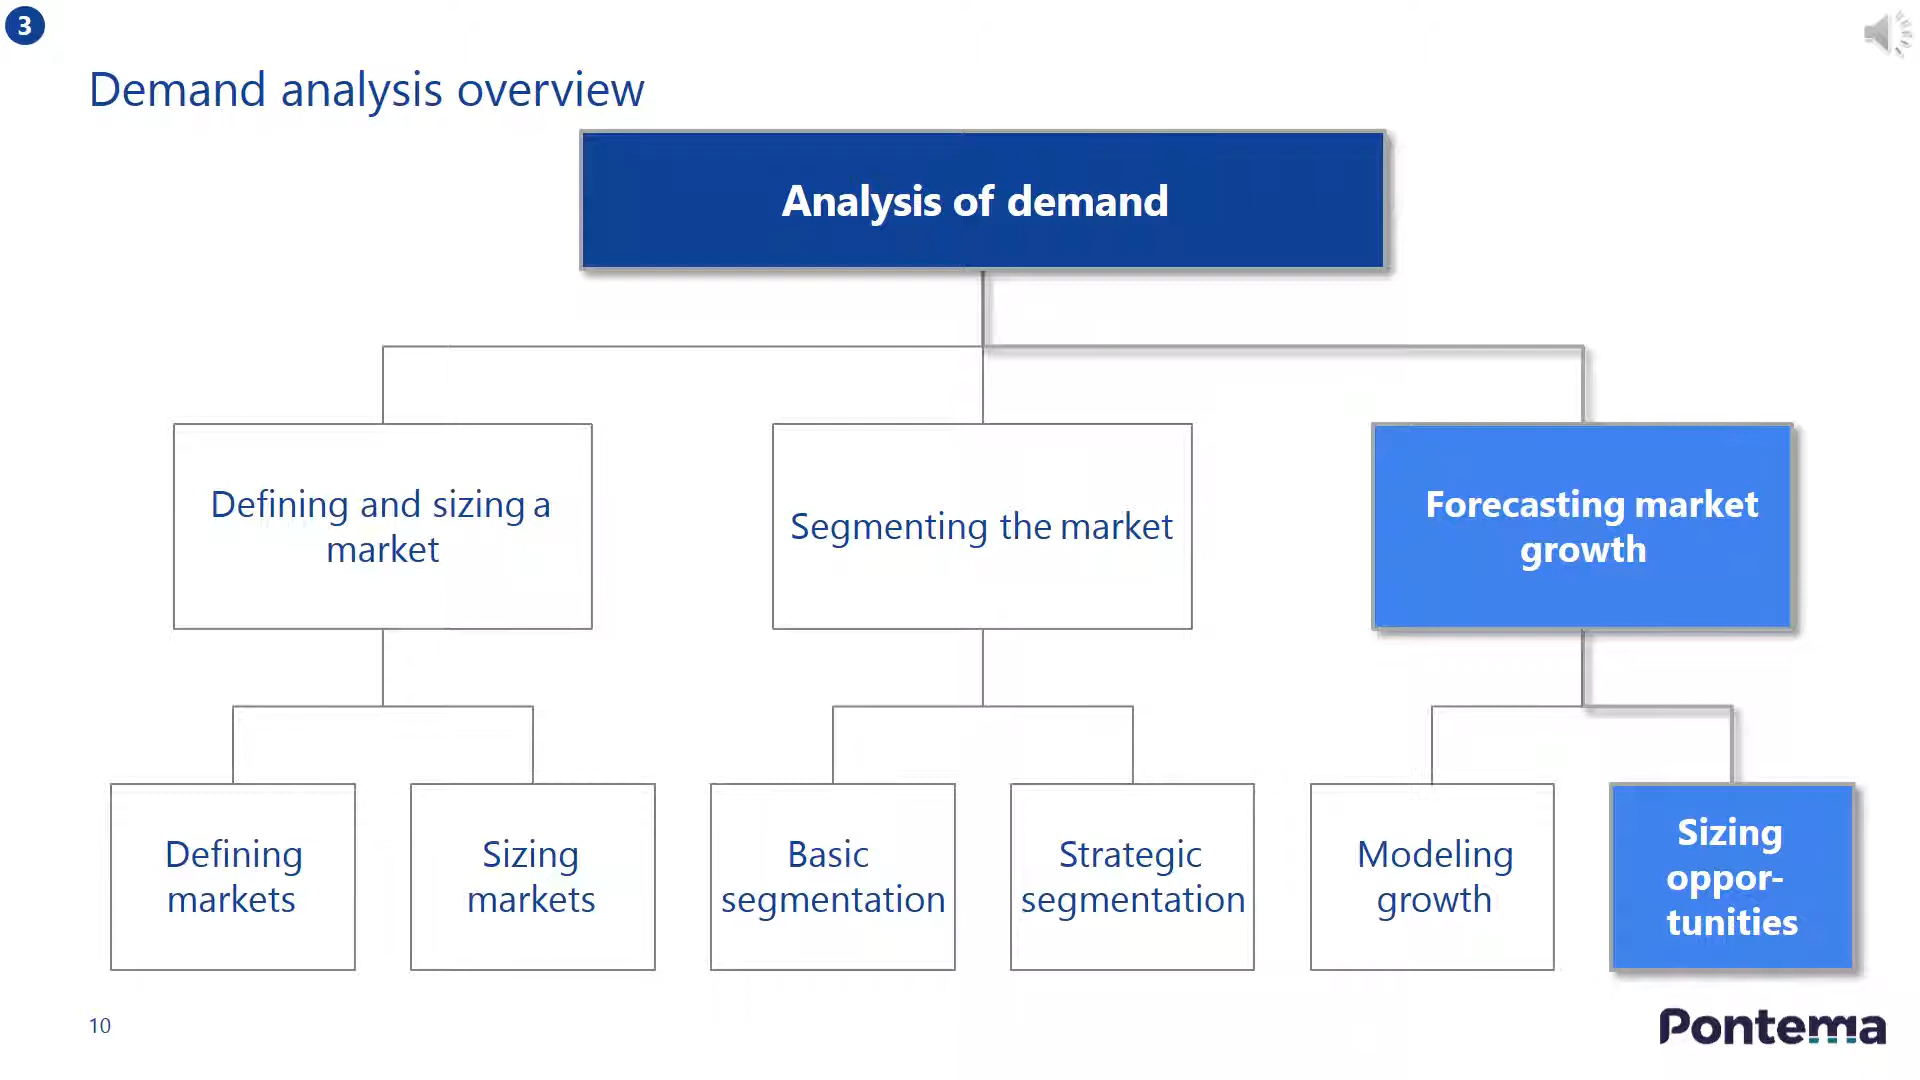 3
Demand analysis overview
Analysis of demand
Defining and sizing a
market
Segmenting the market
Forecasting market
growth
Defining
markets
Sizing
markets
Basic
segmentation
Strategic
segmentation
Modeling
growth
Sizing
oppor-
tunities
10
Pontema